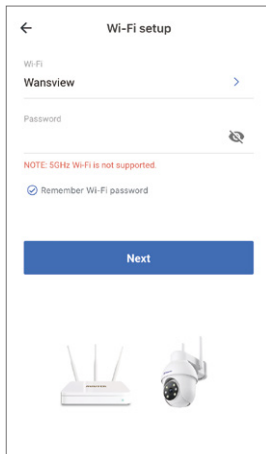 Wi-Fi setup
Wi-Fi
Wansview
Password
NOTE: 5GHz Wi-Fi is not supported.
Remember Wi-Fi password
Next